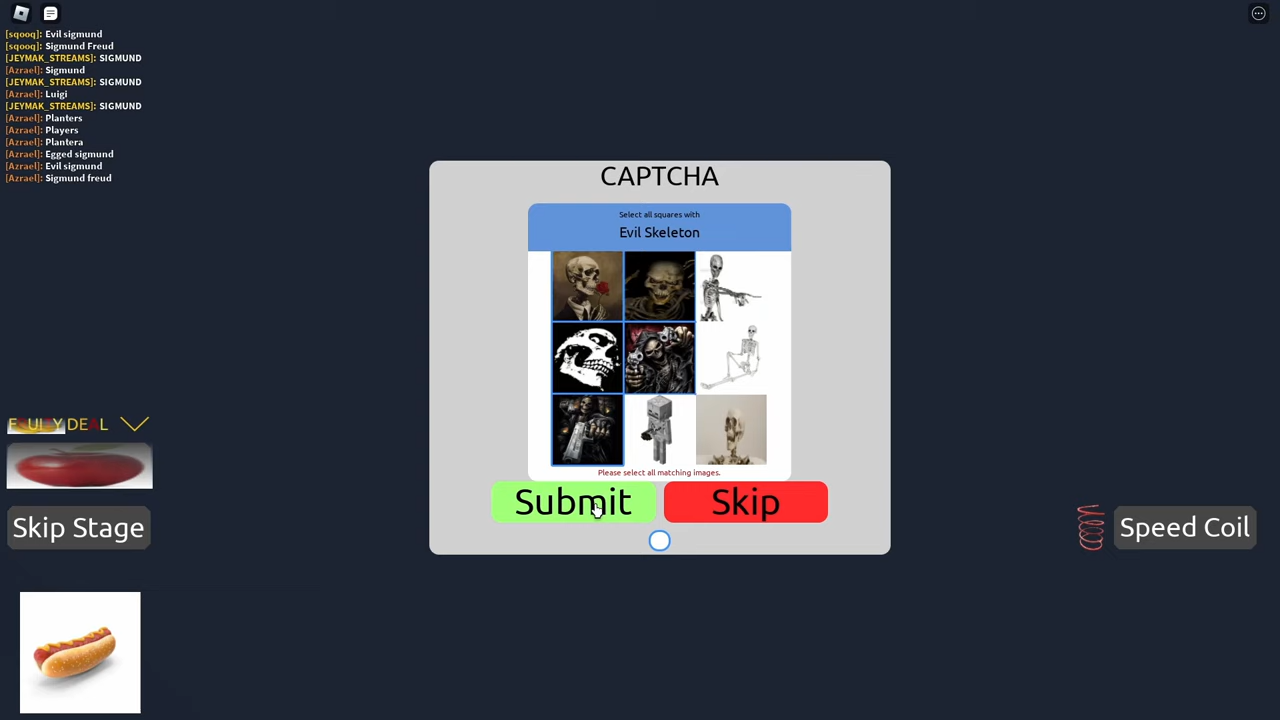 [sqooq]: Evil sigmund
[sqooq]: Sigmund Freud
[JEYMAK_STREAMS]: SIGMUND
[Azrael]: Sigmund
[JEYMAK_STREAMS]: SIGMUND
[Azrael]: Luigi
[JEYMAK_STREAMS]: SIGMUND
[Azrael]: Planters
[Azrael]: Players
[Azrael]: Plantera
[Azrael]: Egged sigmund
[Azrael]: Evil sigmund
[Azrael]: Sigmund freud
CAPTCHA
Select all squares with
Evil Skeleton
Please select all matching images.
Submit
Skip
DEAL
Skip Stage
Speed Coil